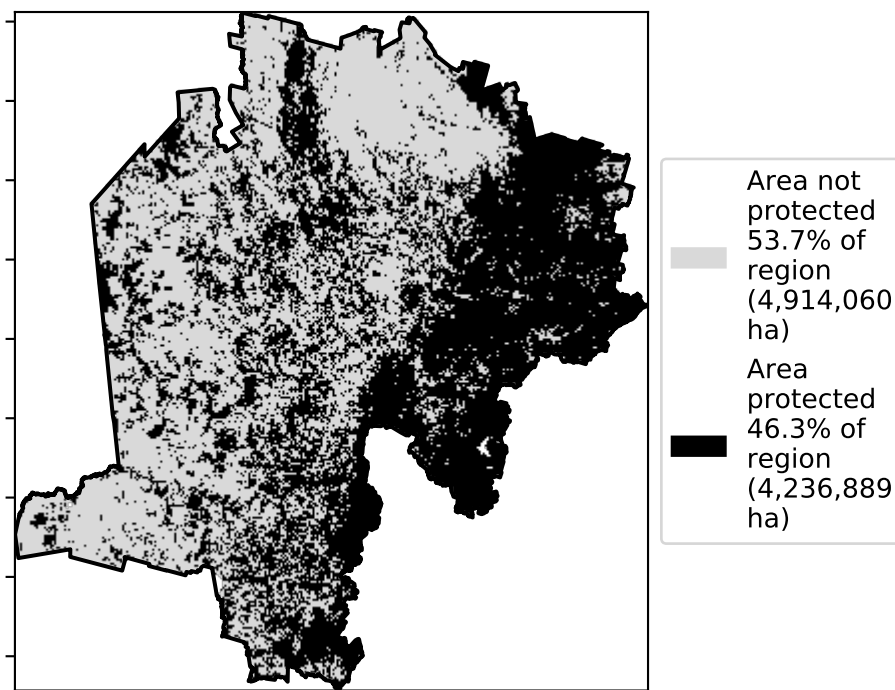 Area not
protected
53.7% of
region
(4,914,060
ha)
Area
protected
46.3% of
region
(4,236,889
ha)